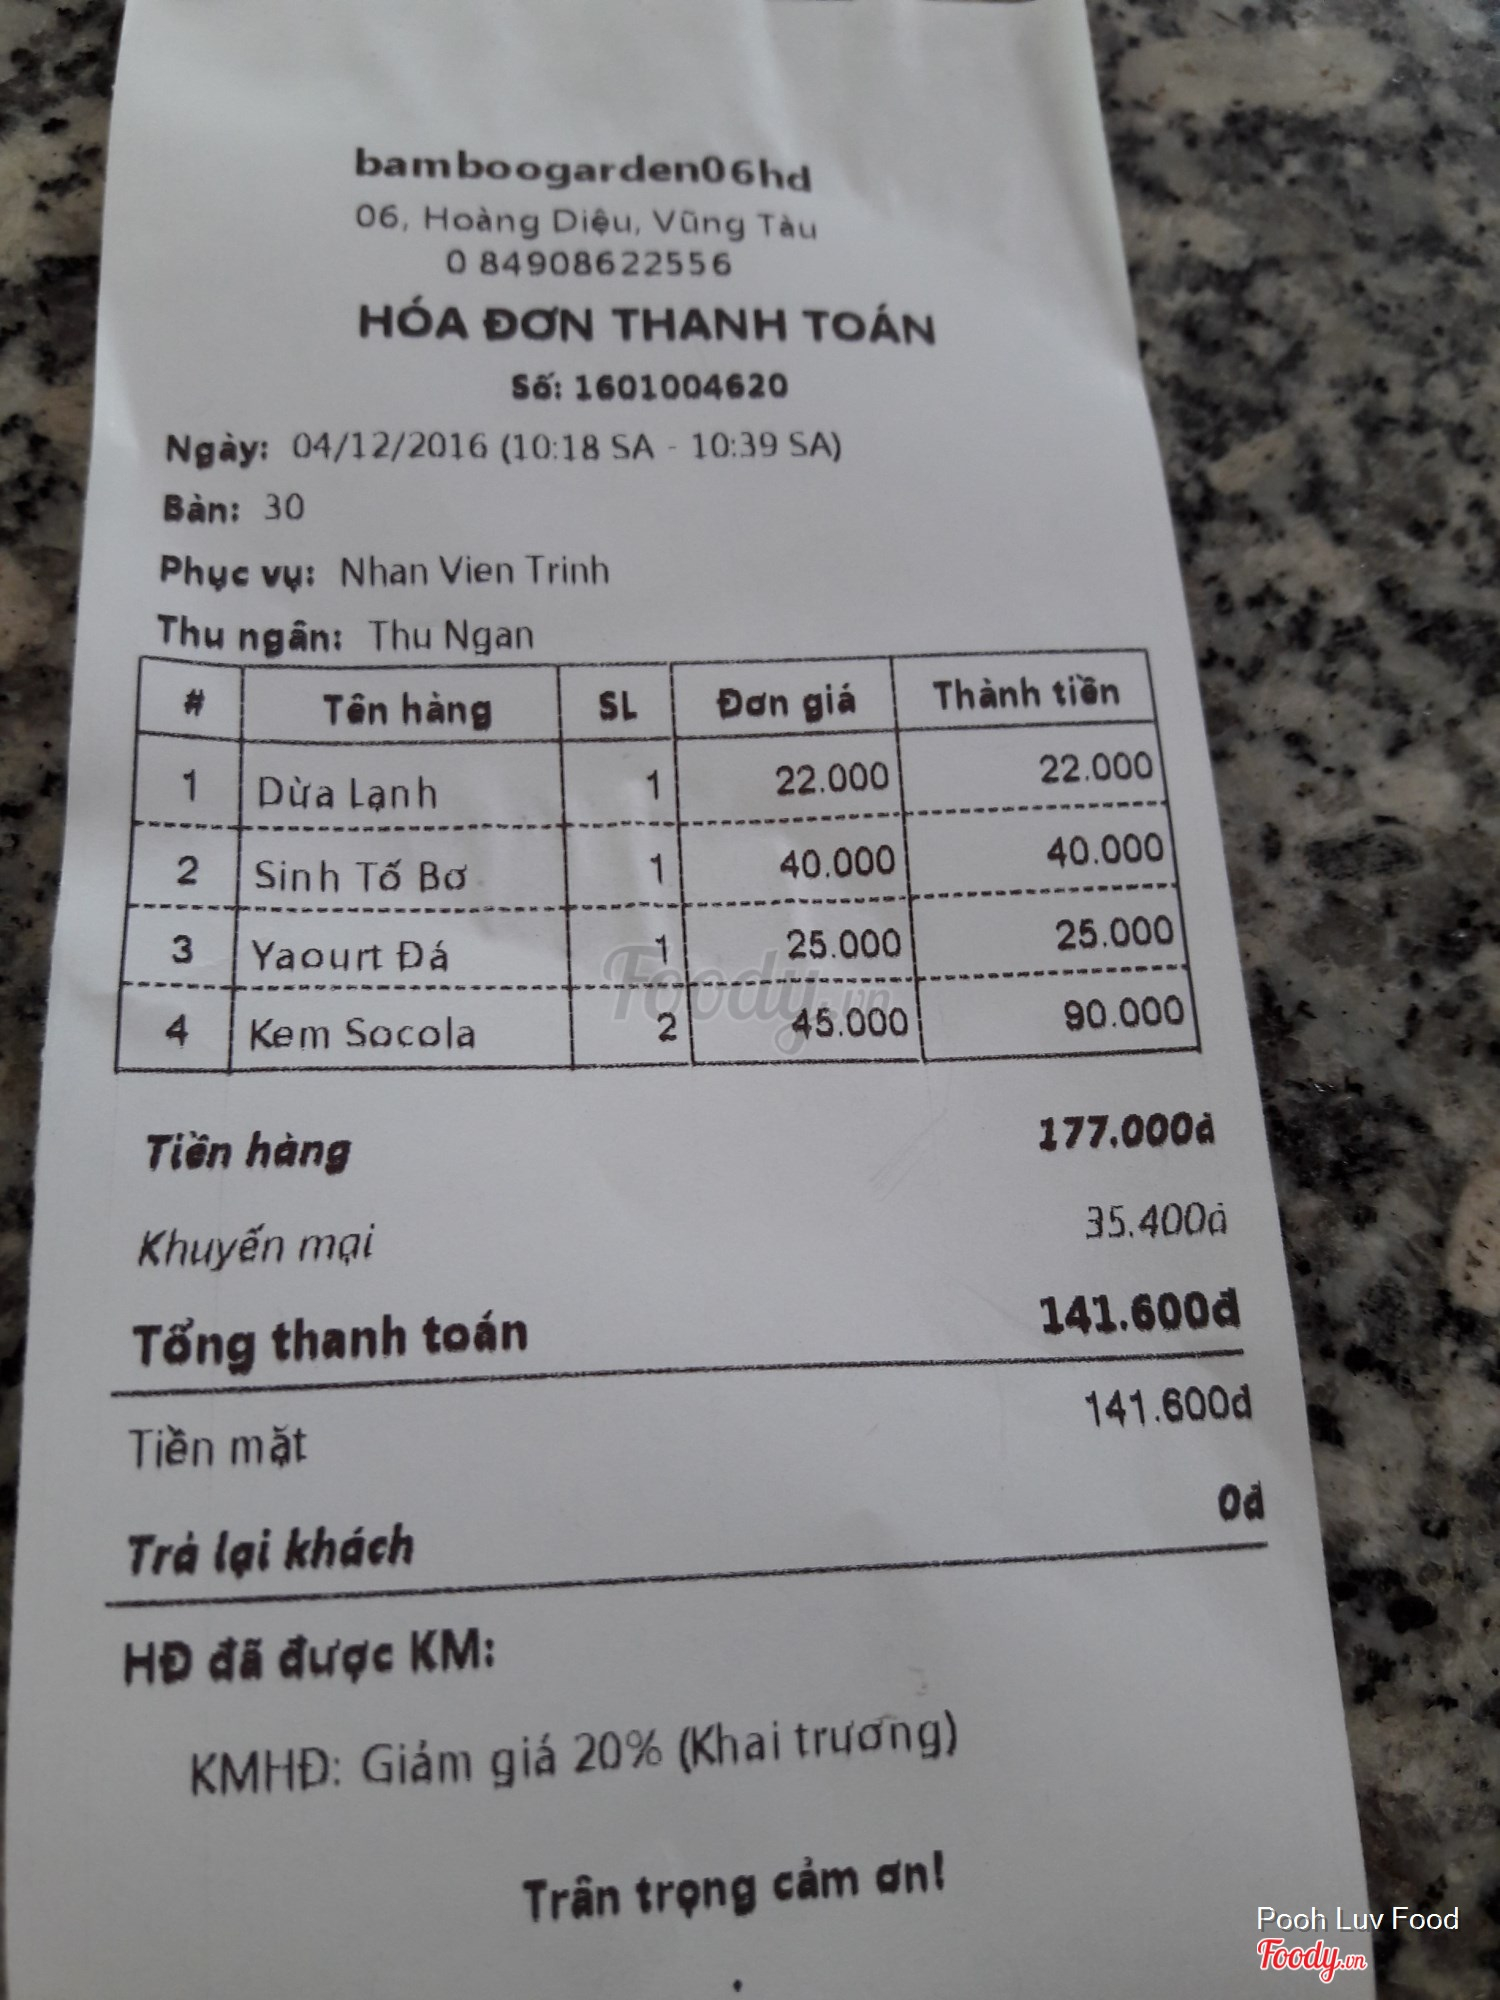 bamboogarden06hd
06, Hoàng Diệu, Vũng Tàu
0 84908622556
HÓA ĐƠN THANH TOÁN
Số: 1601004620
Ngày: 04/12/2016 (10:18 SA - 10:39 SA)
Bàn: 30
Phục vụ: Nhan Vien Trinh
Thu ngân: Thu Ngan
# Tên hàng SL Đơn giá Thành tiền
1 Dừa Lạnh 1 22.000 22.000
2 Sinh Tố Bơ 1 40.000 40.000
3 Yaourt Đá 1 25.000 25.000
4 Kem Socola 2 45.000 90.000
Foody.vn
Tiền hàng 177.000đ
Khuyến mại 35.400đ
Tổng thanh toán 141.600đ
Tiền mặt 141.600đ
Trả lại khách 0đ
HĐ đã được KM:
KMHĐ: Giảm giá 20% (Khai trương)
Trân trọng cảm ơn!
Pooh Luv Food
Foody.vn